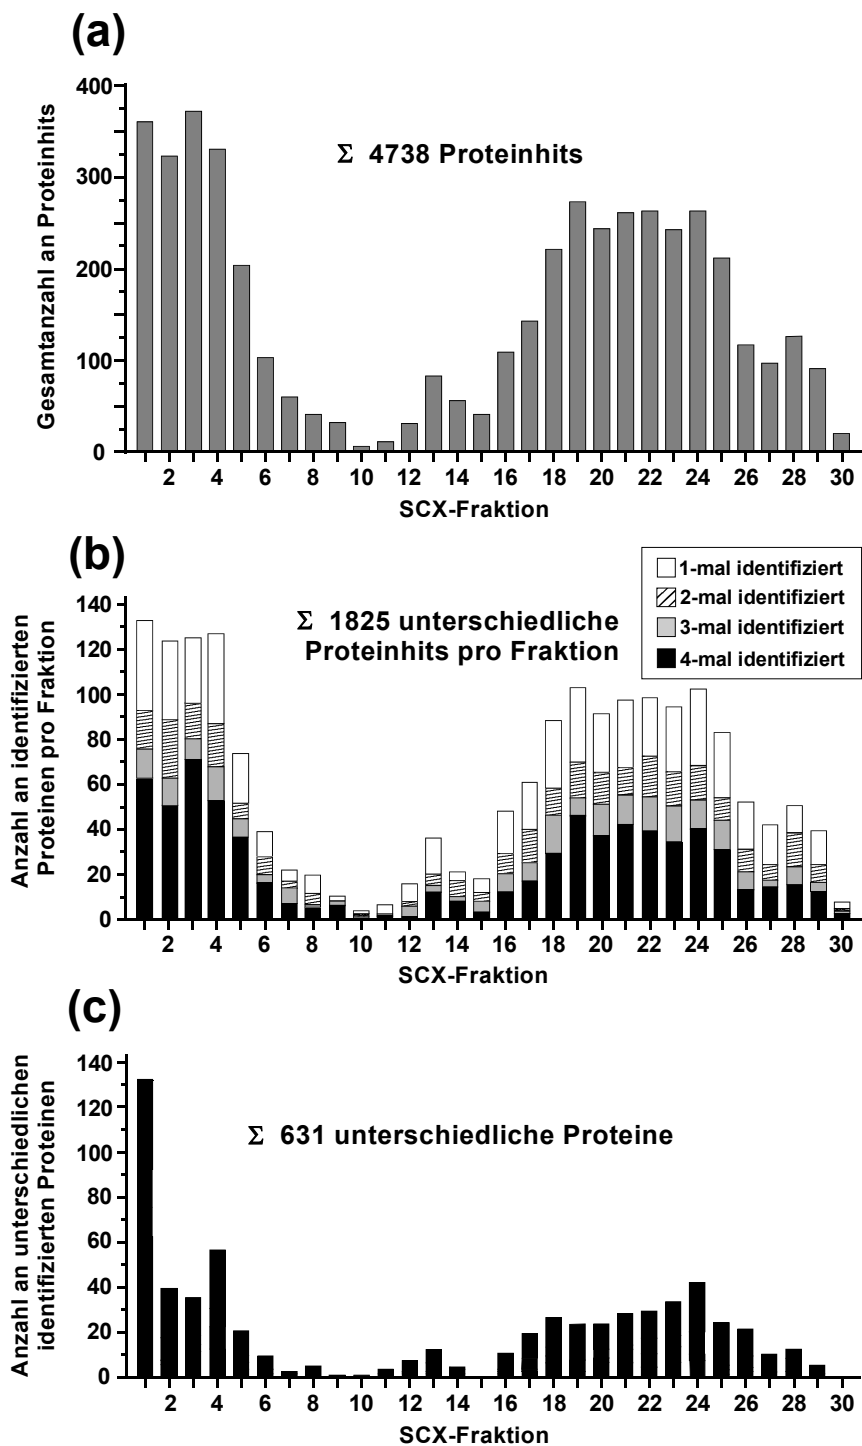 (a)
400
300
200
100
0
Gesamtanzahl an Proteinhits
Σ 4738 Proteinhits
2 4 6 8 10 12 14 16 18 20 22 24 26 28 30
SCX-Fraktion
(b)
140
120
100
80
60
40
20
0
Anzahl an identifizierten
Proteinen pro Fraktion
Σ 1825 unterschiedliche
Proteinhits pro Fraktion
1-mal identifiziert
2-mal identifiziert
3-mal identifiziert
4-mal identifiziert
2 4 6 8 10 12 14 16 18 20 22 24 26 28 30
SCX-Fraktion
(c)
140
120
100
80
60
40
20
0
Anzahl an unterschiedlichen
identifizierten Proteinen
Σ 631 unterschiedliche Proteine
2 4 6 8 10 12 14 16 18 20 22 24 26 28 30
SCX-Fraktion